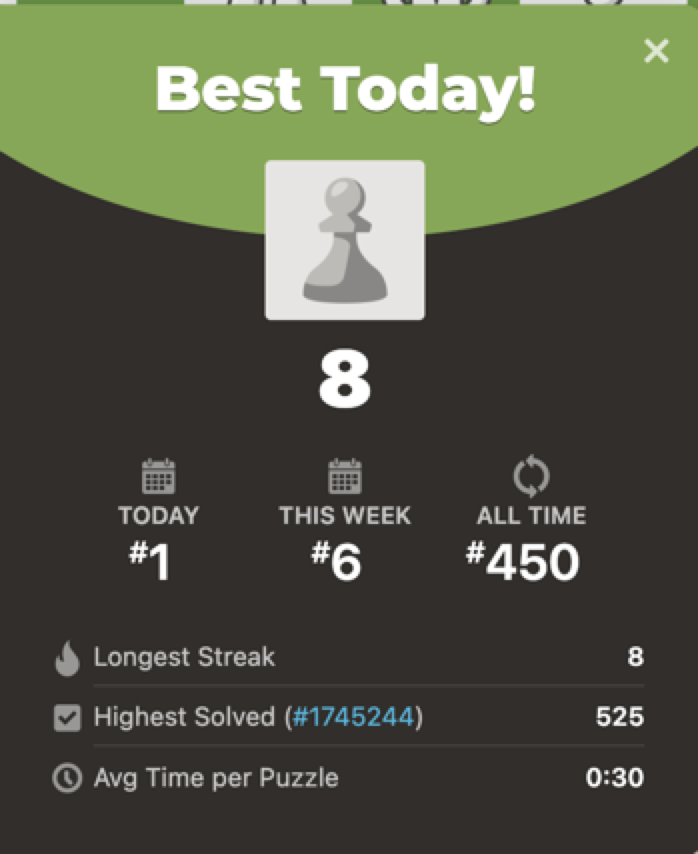 Best Today!
8
TODAY THIS WEEK ALL TIME
#1 #6 #450
Longest Streak 8
Highest Solved (#1745244) 525
Avg Time per Puzzle 0:30